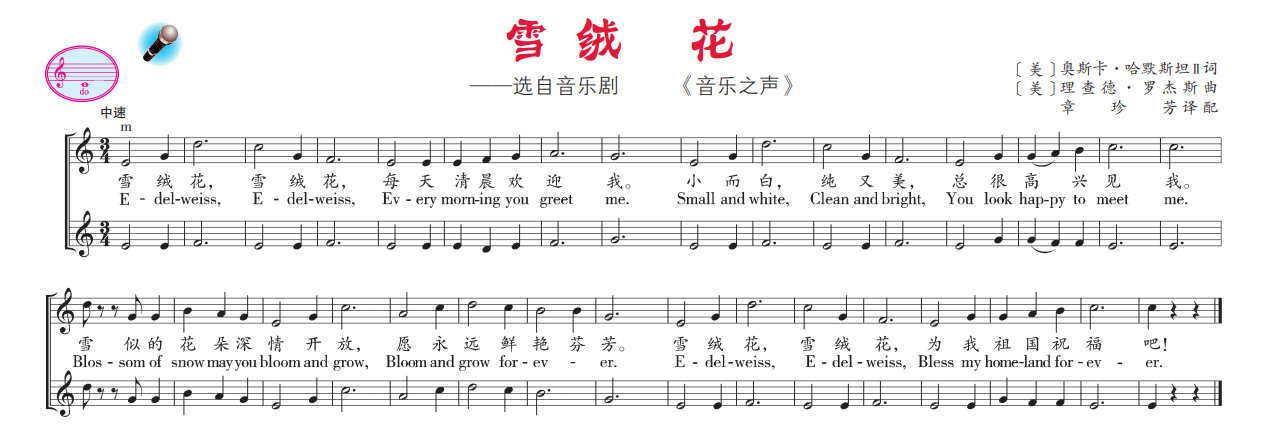 雪绒花
——选自音乐剧《音乐之声》
〔美〕奥斯卡·哈默斯坦Ⅱ词
〔美〕理查德·罗杰斯曲
章珍芳译配
do
中速
m
3
4
雪 绒 花， 雪 绒 花， 每 天 清 晨 欢 迎 我。 小 而 白， 纯 又 美， 总 很 高 兴 见 我。
E - del-weiss, E - del-weiss, Ev - ery morn-ing you greet me. Small and white, Clean and bright, You look hap-py to meet me.
3
4
雪 似 的 花 朵 深 情 开 放， 愿 永 远 鲜 艳 芬 芳。 雪 绒 花， 雪 绒 花， 为 我 祖 国 祝 福 吧！
Blos - som of snow may you bloom and grow, Bloom and grow for - ev - er. E - del-weiss, E - del-weiss, Bless my home-land for - ev - er.